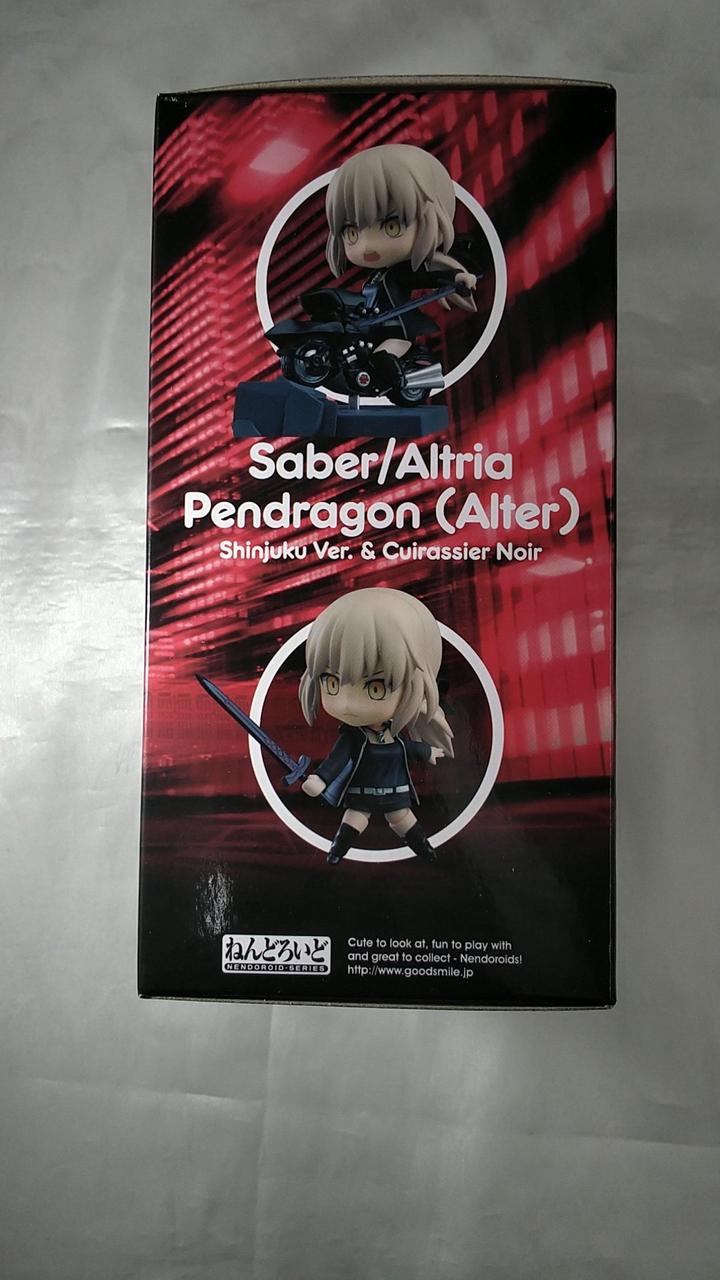 Saber/Altria
Pendragon (Alter)
Shinjuku Ver. & Cuirassier Noir
ねんどろいど
NENDOROID·SERIES
Cute to look at, fun to play with
and great to collect - Nendoroids!
http://www.goodsmile.jp